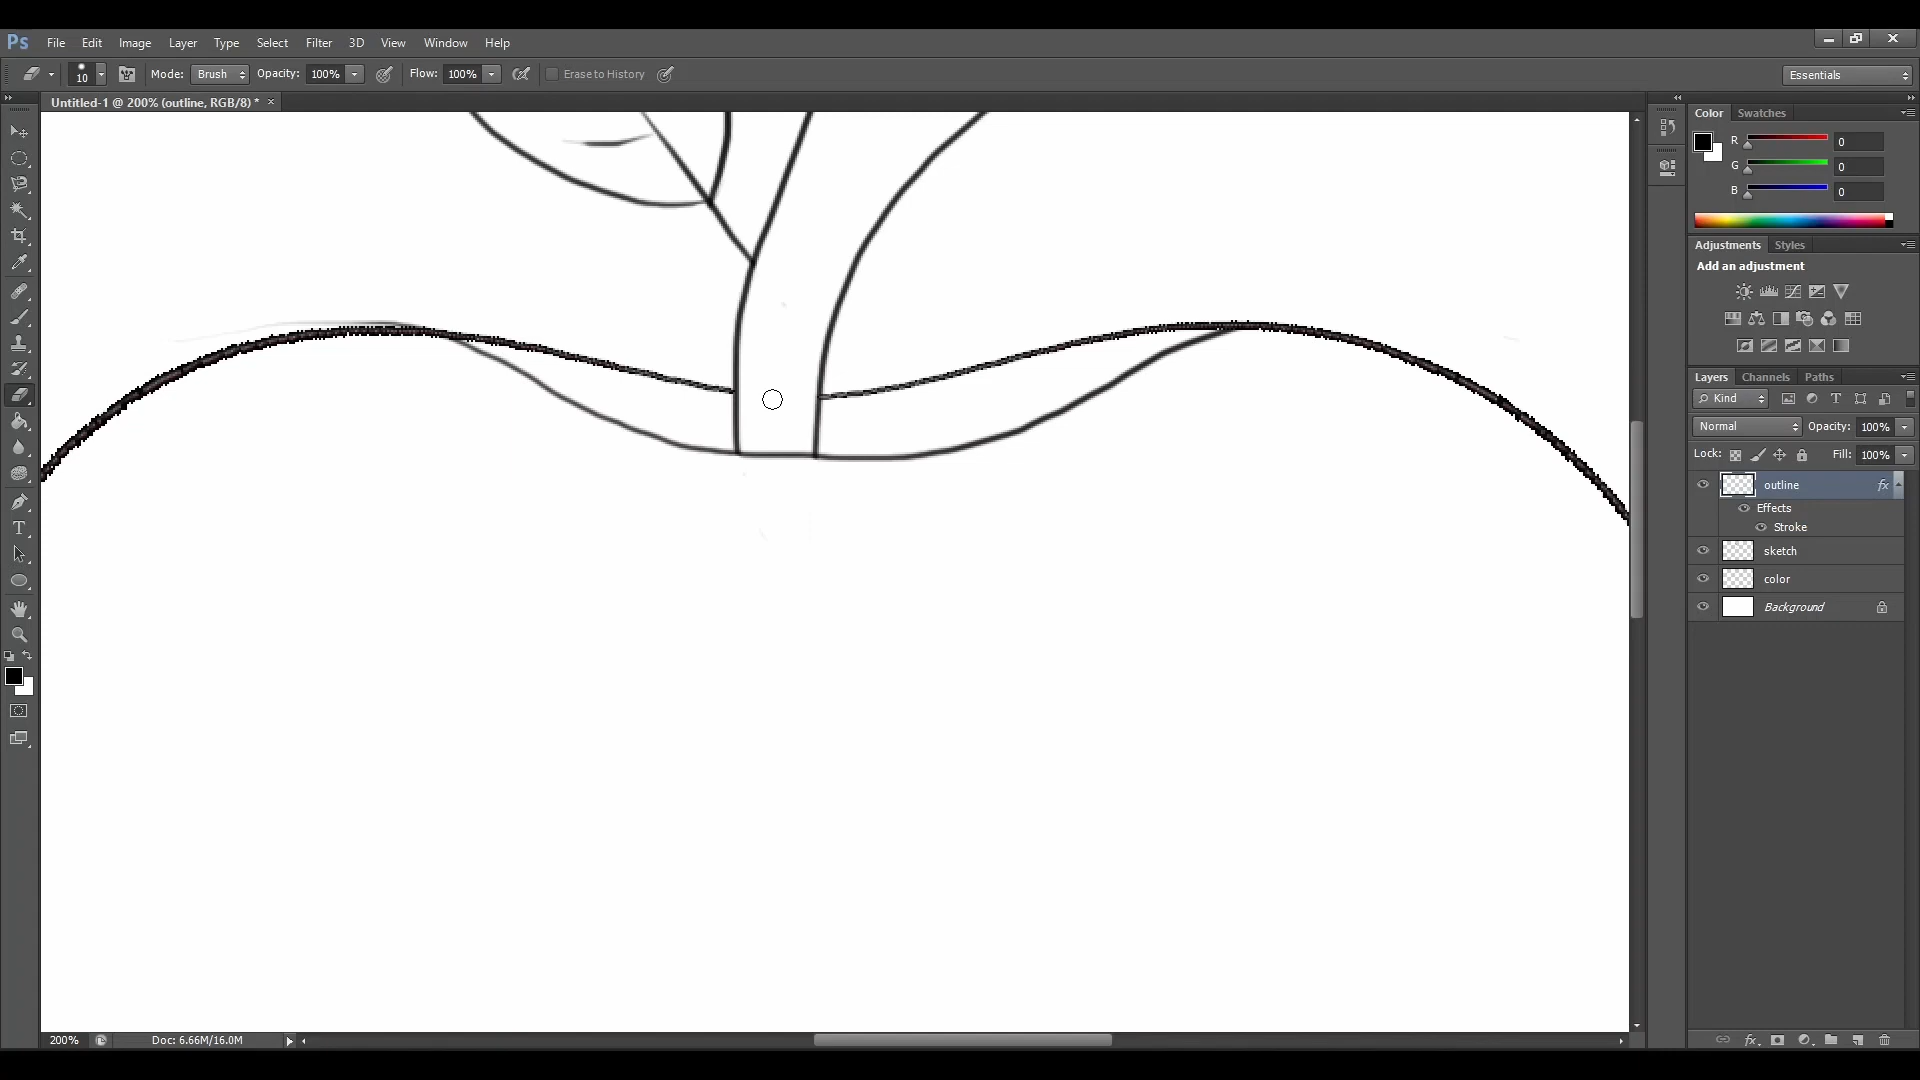 Ps File Edit Image Layer Type Select Filter 3D View Window Help
10 Mode: Brush Opacity: 100% Flow: 100% Erase to History Essentials
Untitled-1 @ 200% (outline, RGB/8) * ×
Color Swatches
R 0
G 0
B 0
Adjustments Styles
Add an adjustment
Layers Channels Paths
Kind
Normal Opacity: 100%
Lock: Fill: 100%
outline fx
Effects
Stroke
sketch
color
Background
T
200% Doc: 6.66M/16.0M
fx